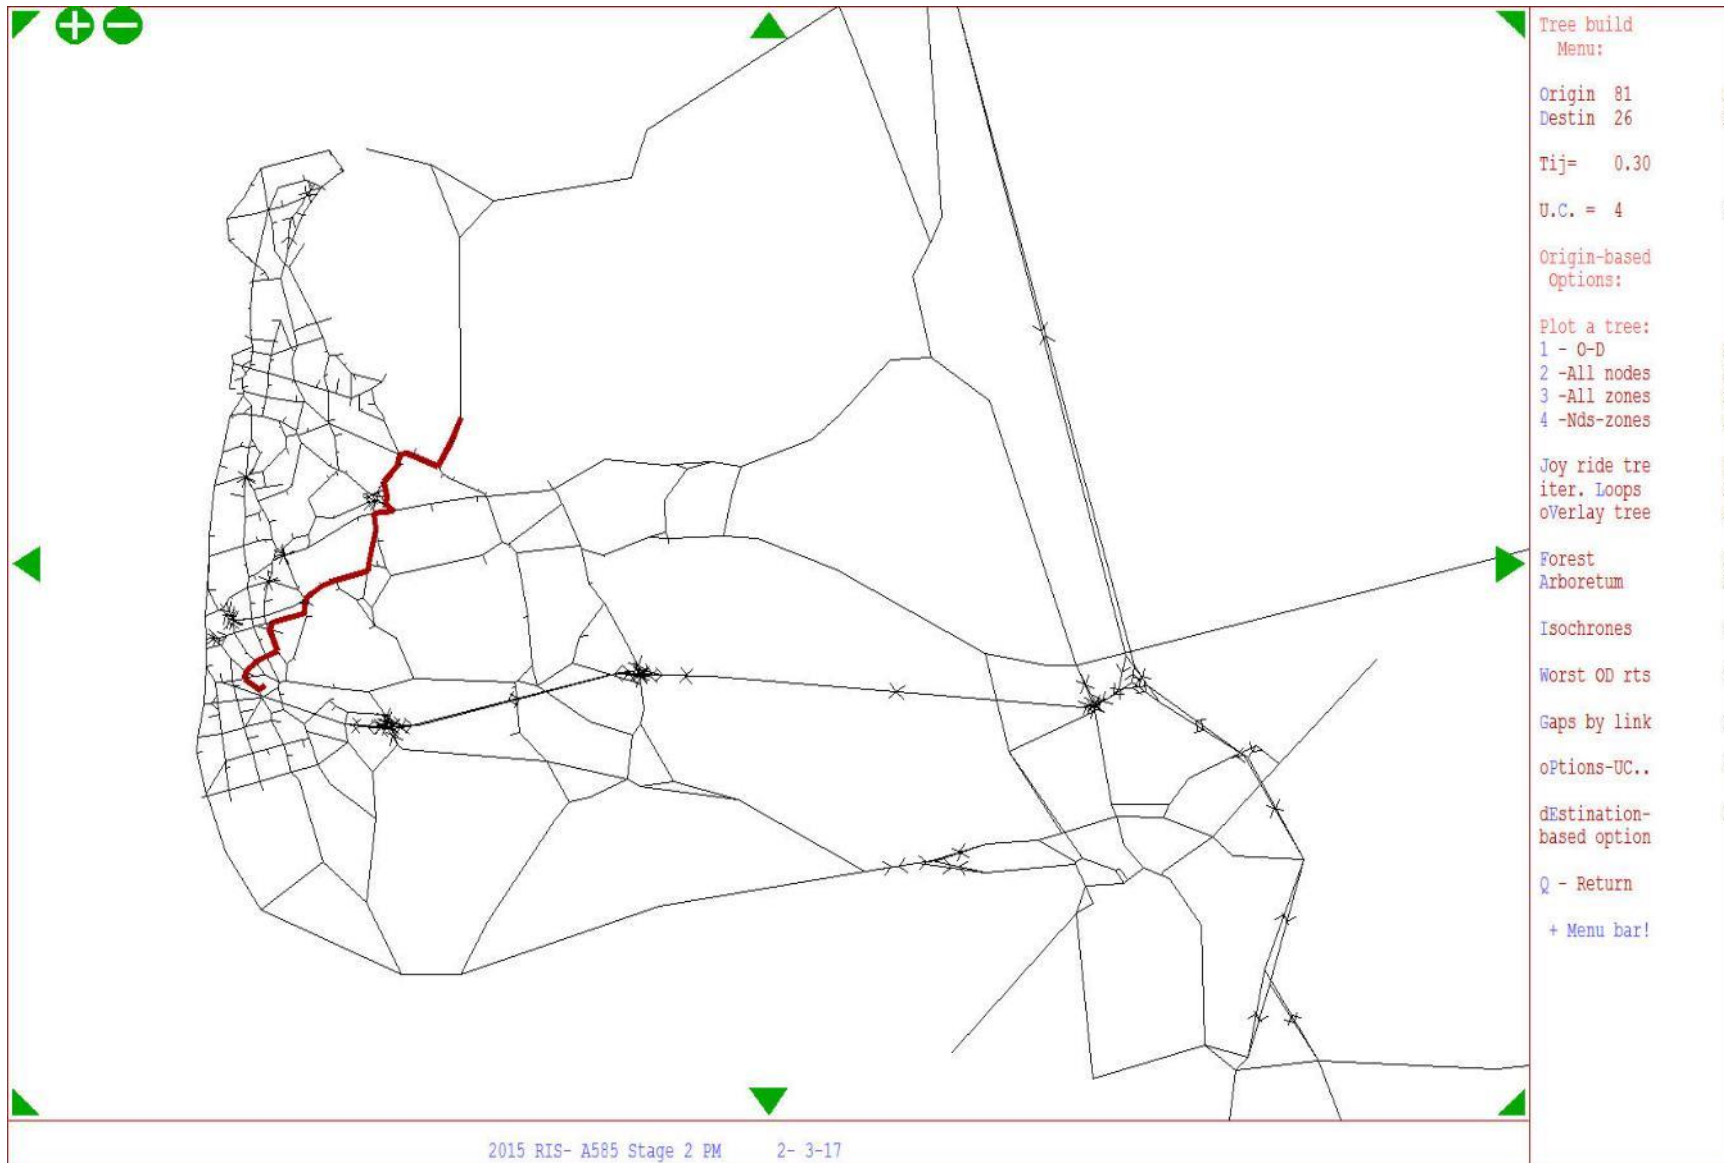 Tree build
Menu:
Origin 81
Destin 26
Tij= 0.30
U.C. = 4
Origin-based
Options:
Plot a tree:
1 - O-D
2 -All nodes
3 -All zones
4 -Nds-zones
Joy ride tre
iter. Loops
oVerlay tree
Forest
Arboretum
Isochrones
Worst OD rts
Gaps by link
oPtions-UC..
dEstination-
based option
Q - Return
+ Menu bar!
2015 RIS- A585 Stage 2 PM 2- 3-17